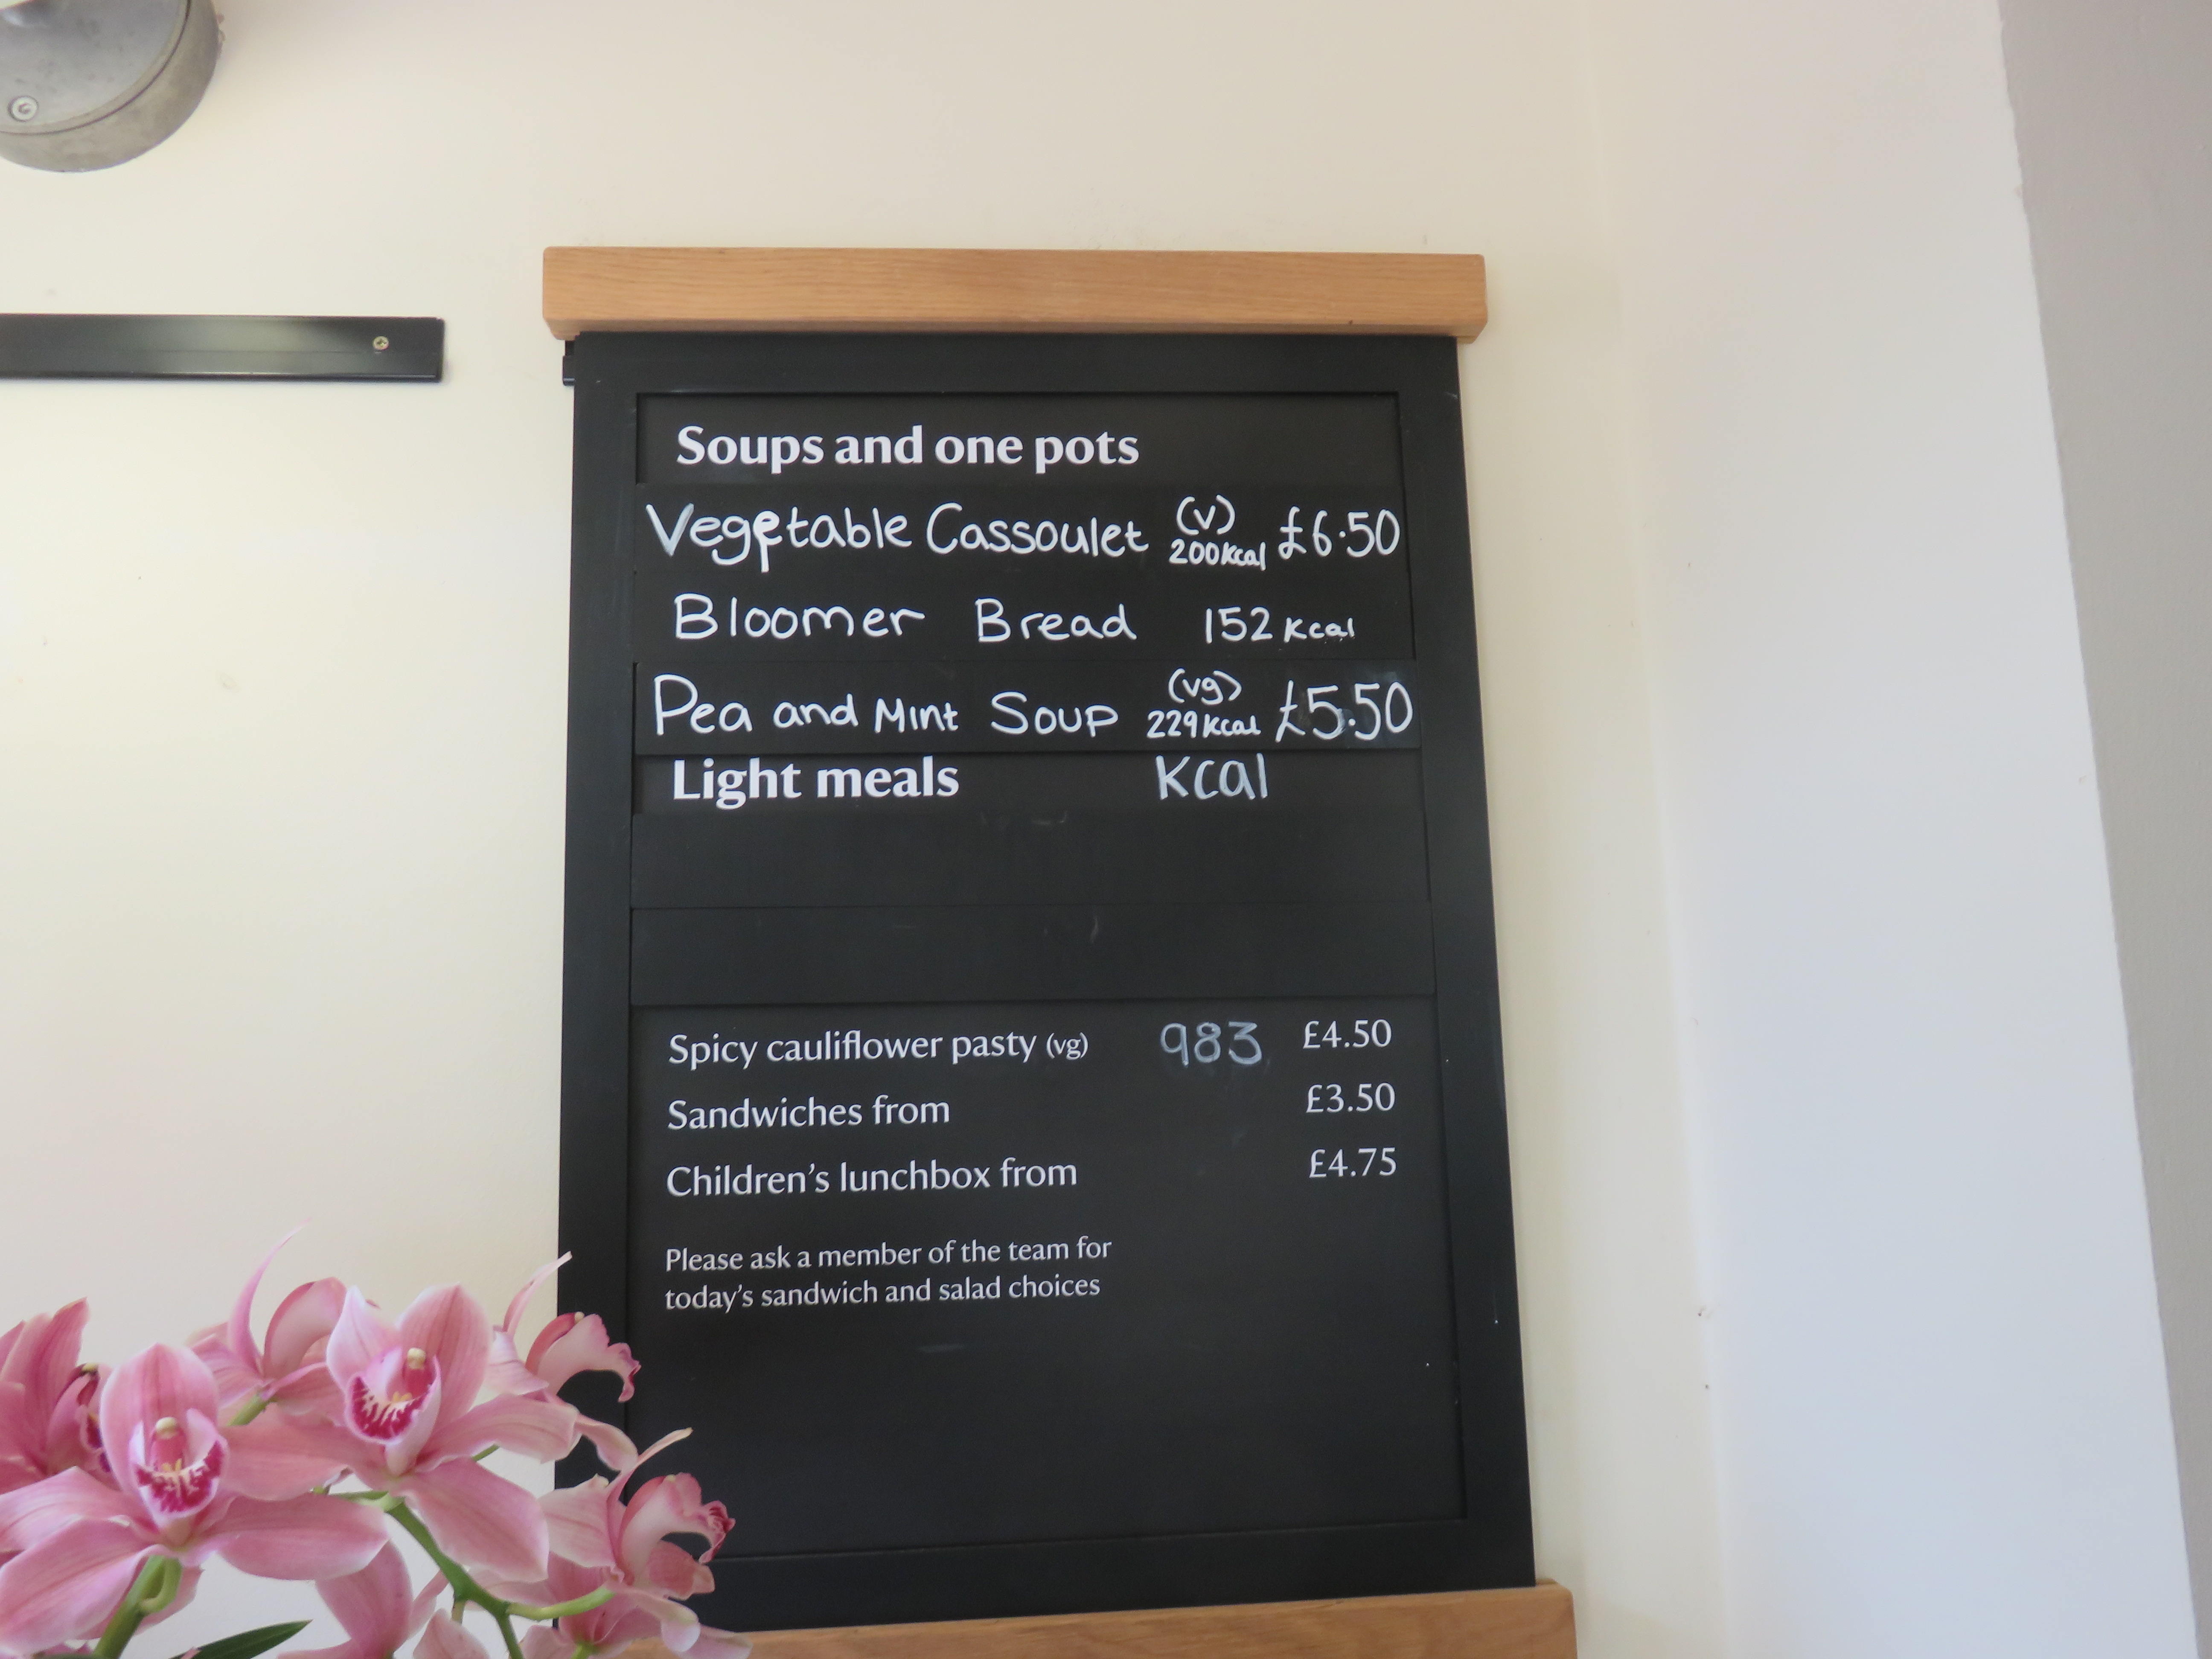 Soups and one pots
Vegetable Cassoulet (v) 200kcal £6.50
Bloomer Bread 152 kcal
Pea and Mint Soup (vg) 229kcal £5.50
Light meals kcal
Spicy cauliflower pasty (vg) 983 £4.50
Sandwiches from £3.50
Children's lunchbox from £4.75
Please ask a member of the team for
today's sandwich and salad choices